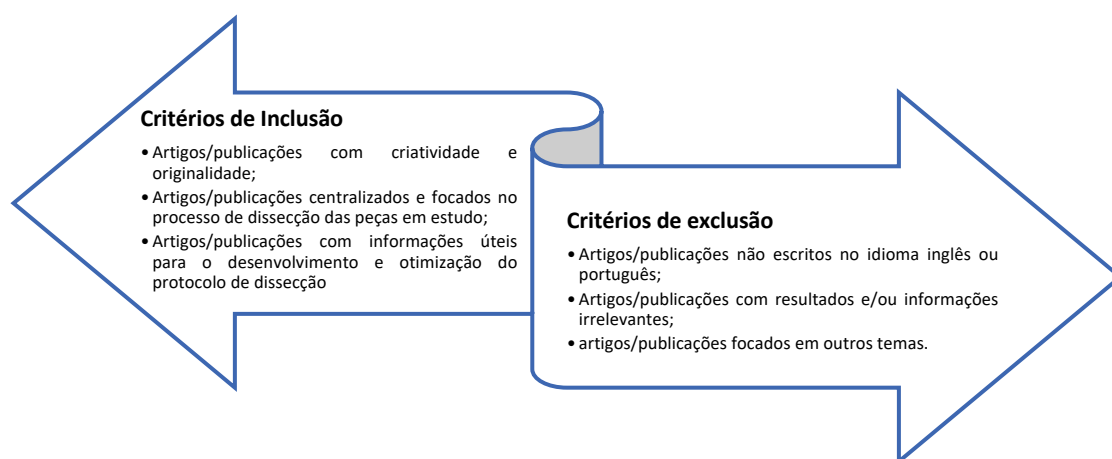 Critérios de Inclusão
• Artigos/publicações com criatividade e
originalidade;
• Artigos/publicações centralizados e focados no
processo de dissecção das peças em estudo;
• Artigos/publicações com informações úteis
para o desenvolvimento e otimização do
protocolo de dissecção
Critérios de exclusão
• Artigos/publicações não escritos no idioma inglês ou
português;
• Artigos/publicações com resultados e/ou informações
irrelevantes;
• artigos/publicações focados em outros temas.